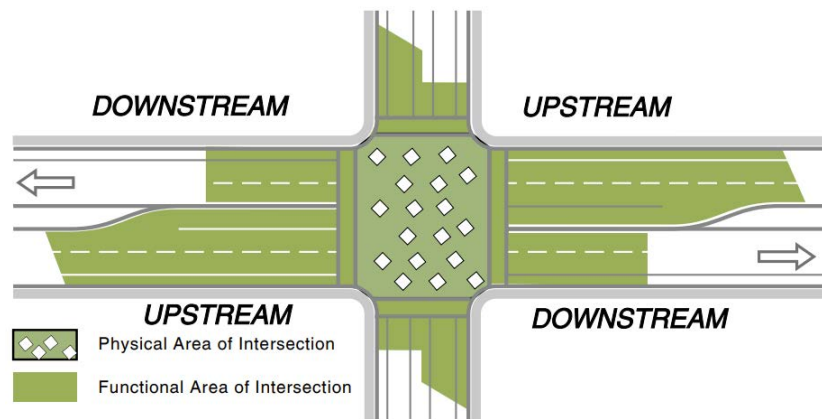 DOWNSTREAM
UPSTREAM
UPSTREAM
DOWNSTREAM
Physical Area of Intersection
Functional Area of Intersection